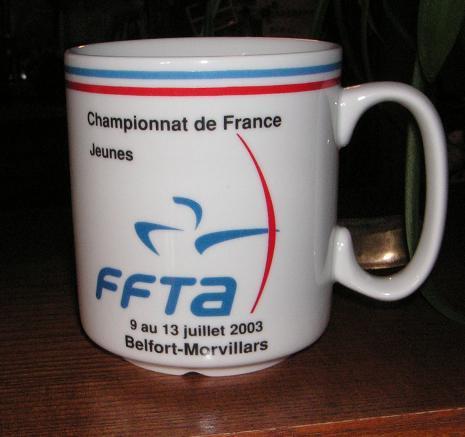 Championnat de France
Jeunes
FFTa
9 au 13 juillet 2003
Belfort-Morvillars